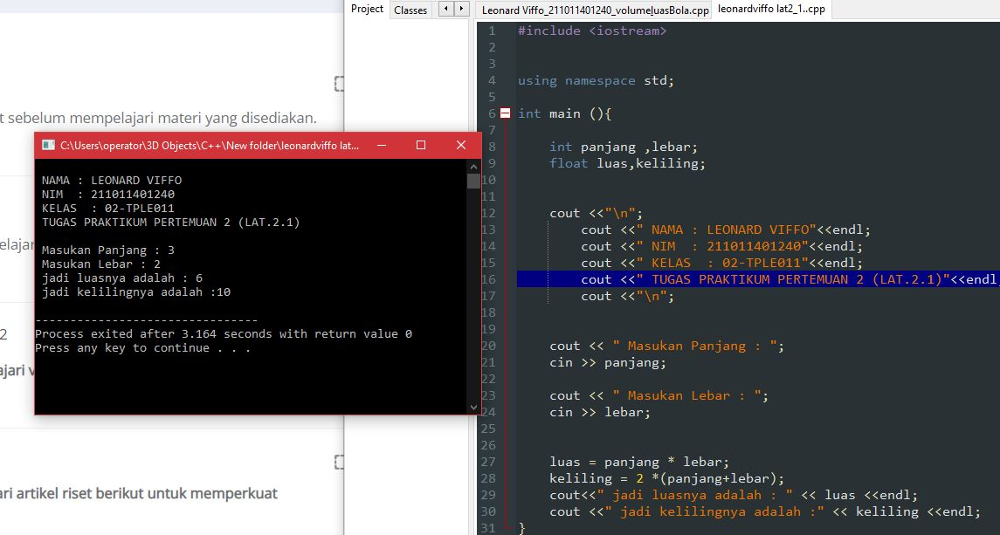 Project Classes
Leonard Viffo_211011401240_volumeluasBola.cpp leonardviffo lat2_1..cpp
t sebelum mempelajari materi yang disediakan.
elajar
2
ajari v
ri artikel riset berikut untuk memperkuat
C:\Users\operator\3D Objects\C++\New folder\leonardviffo lat...
NAMA : LEONARD VIFFO
NIM  : 211011401240
KELAS  : 02-TPLE011
TUGAS PRAKTIKUM PERTEMUAN 2 (LAT.2.1)
Masukan Panjang : 3
Masukan Lebar : 2
jadi luasnya adalah : 6
jadi kelilingnya adalah :10
--------------------------------
Process exited after 3.164 seconds with return value 0
Press any key to continue . . .
1 #include <iostream>
2
3
4 using namespace std;
5
6 int main (){
7
8 int panjang ,lebar;
9 float luas,keliling;
10
11
12 cout <<"\n";
13 cout <<" NAMA : LEONARD VIFFO"<<endl;
14 cout <<" NIM  : 211011401240"<<endl;
15 cout <<" KELAS  : 02-TPLE011"<<endl;
16 cout <<" TUGAS PRAKTIKUM PERTEMUAN 2 (LAT.2.1)"<<endl
17 cout <<"\n";
18
19
20 cout << " Masukan Panjang : ";
21 cin >> panjang;
22
23 cout << " Masukan Lebar : ";
24 cin >> lebar;
25
26
27 luas = panjang * lebar;
28 keliling = 2 *(panjang+lebar);
29 cout<<" jadi luasnya adalah : " << luas <<endl;
30 cout <<" jadi kelilingnya adalah :" << keliling <<endl;
31 }